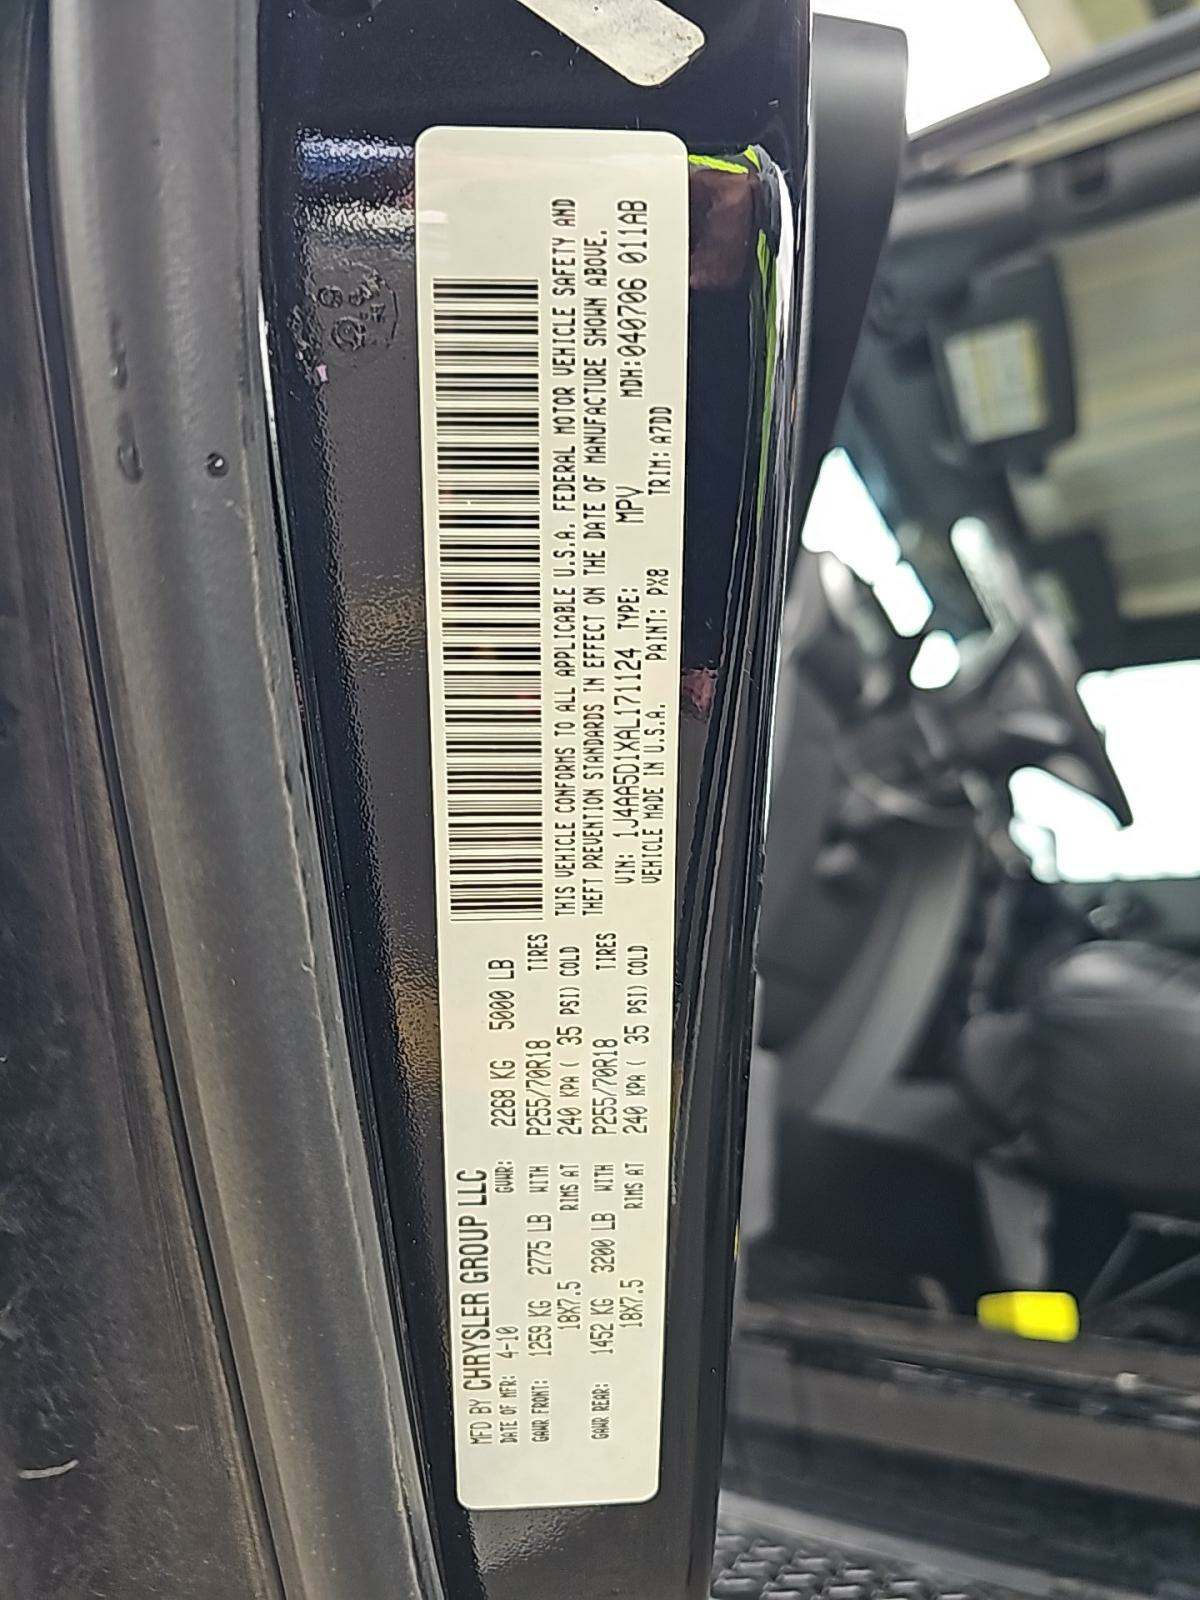 MFD BY CHRYSLER GROUP LLC
DATE OF MFR: 4-10 GVWR: 2268 KG 5000 LB
GAWR FRONT: 1259 KG 2775 LB WITH P255/70R18 TIRES
18X7.5 RIMS AT 240 KPA ( 35 PSI) COLD
GAWR REAR: 1452 KG 3200 LB WITH P255/70R18 TIRES
18X7.5 RIMS AT 240 KPA ( 35 PSI) COLD
THIS VEHICLE CONFORMS TO ALL APPLICABLE U.S.A. FEDERAL MOTOR VEHICLE SAFETY AND
THEFT PREVENTION STANDARDS IN EFFECT ON THE DATE OF MANUFACTURE SHOWN ABOVE.
VIN: 1J4AA5D1XAL171124 TYPE: MPV MDH:040706 011AB
VEHICLE MADE IN U.S.A. PAINT: PX8 TRIM: A7DD